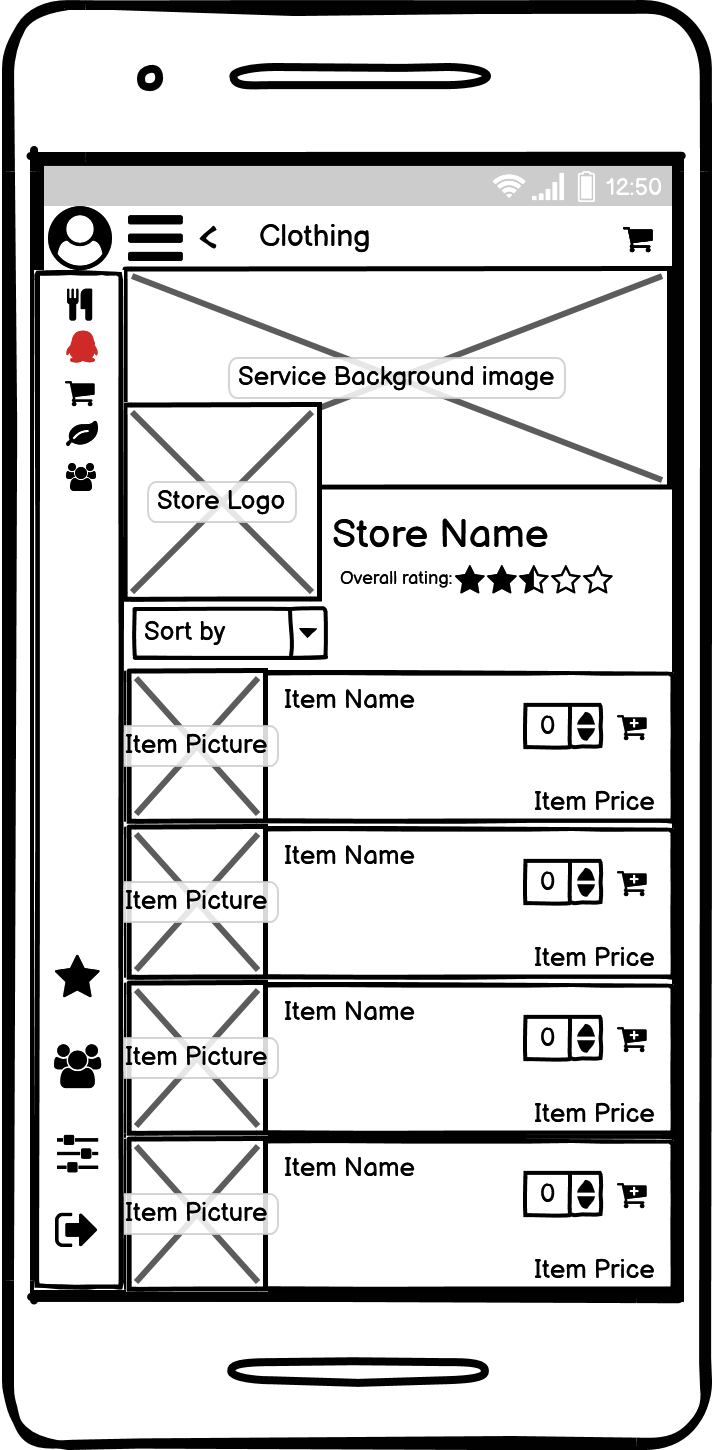 12:50
Clothing
Service Background image
Store Logo
Store Name
Overall rating:
Sort by
Item Name
0
Item Picture
Item Price
Item Name
0
Item Picture
Item Price
Item Name
0
Item Picture
Item Price
Item Name
0
Item Picture
Item Price